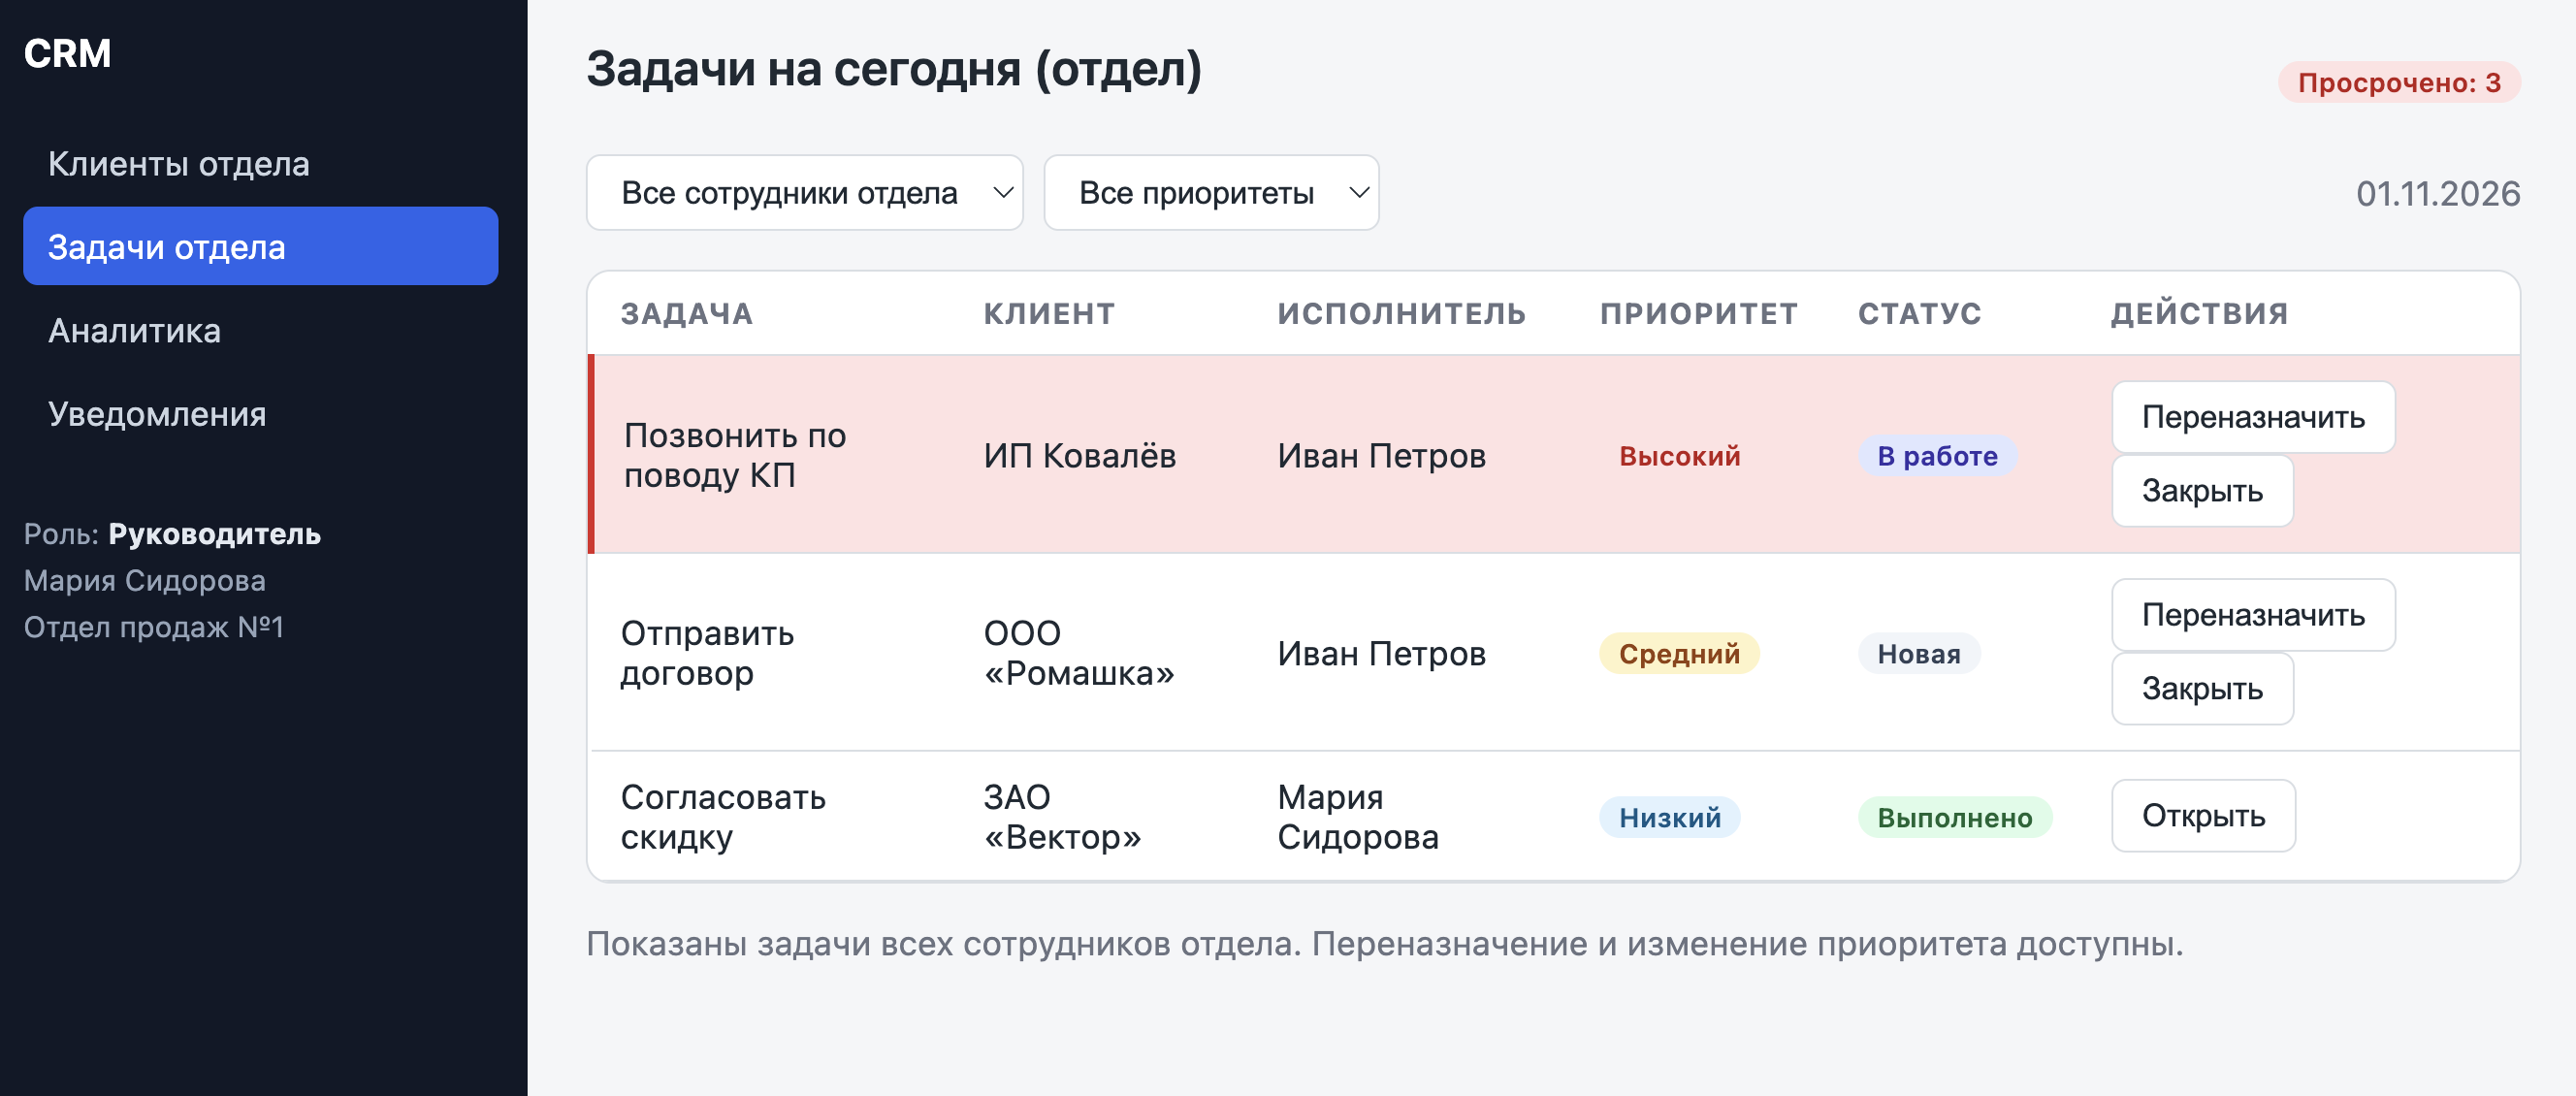 CRM
Клиенты отдела
Задачи отдела
Аналитика
Уведомления
Роль: Руководитель
Мария Сидорова
Отдел продаж №1
Задачи на сегодня (отдел)
Просрочено: 3
Все сотрудники отдела
Все приоритеты
01.11.2026
ЗАДАЧА КЛИЕНТ ИСПОЛНИТЕЛЬ ПРИОРИТЕТ СТАТУС ДЕЙСТВИЯ
Позвонить по
поводу КП
ИП Ковалёв
Иван Петров
Высокий
В работе
Переназначить
Закрыть
Отправить
договор
ООО
«Ромашка»
Иван Петров
Средний
Новая
Переназначить
Закрыть
Согласовать
скидку
ЗАО
«Вектор»
Мария
Сидорова
Низкий
Выполнено
Открыть
Показаны задачи всех сотрудников отдела. Переназначение и изменение приоритета доступны.